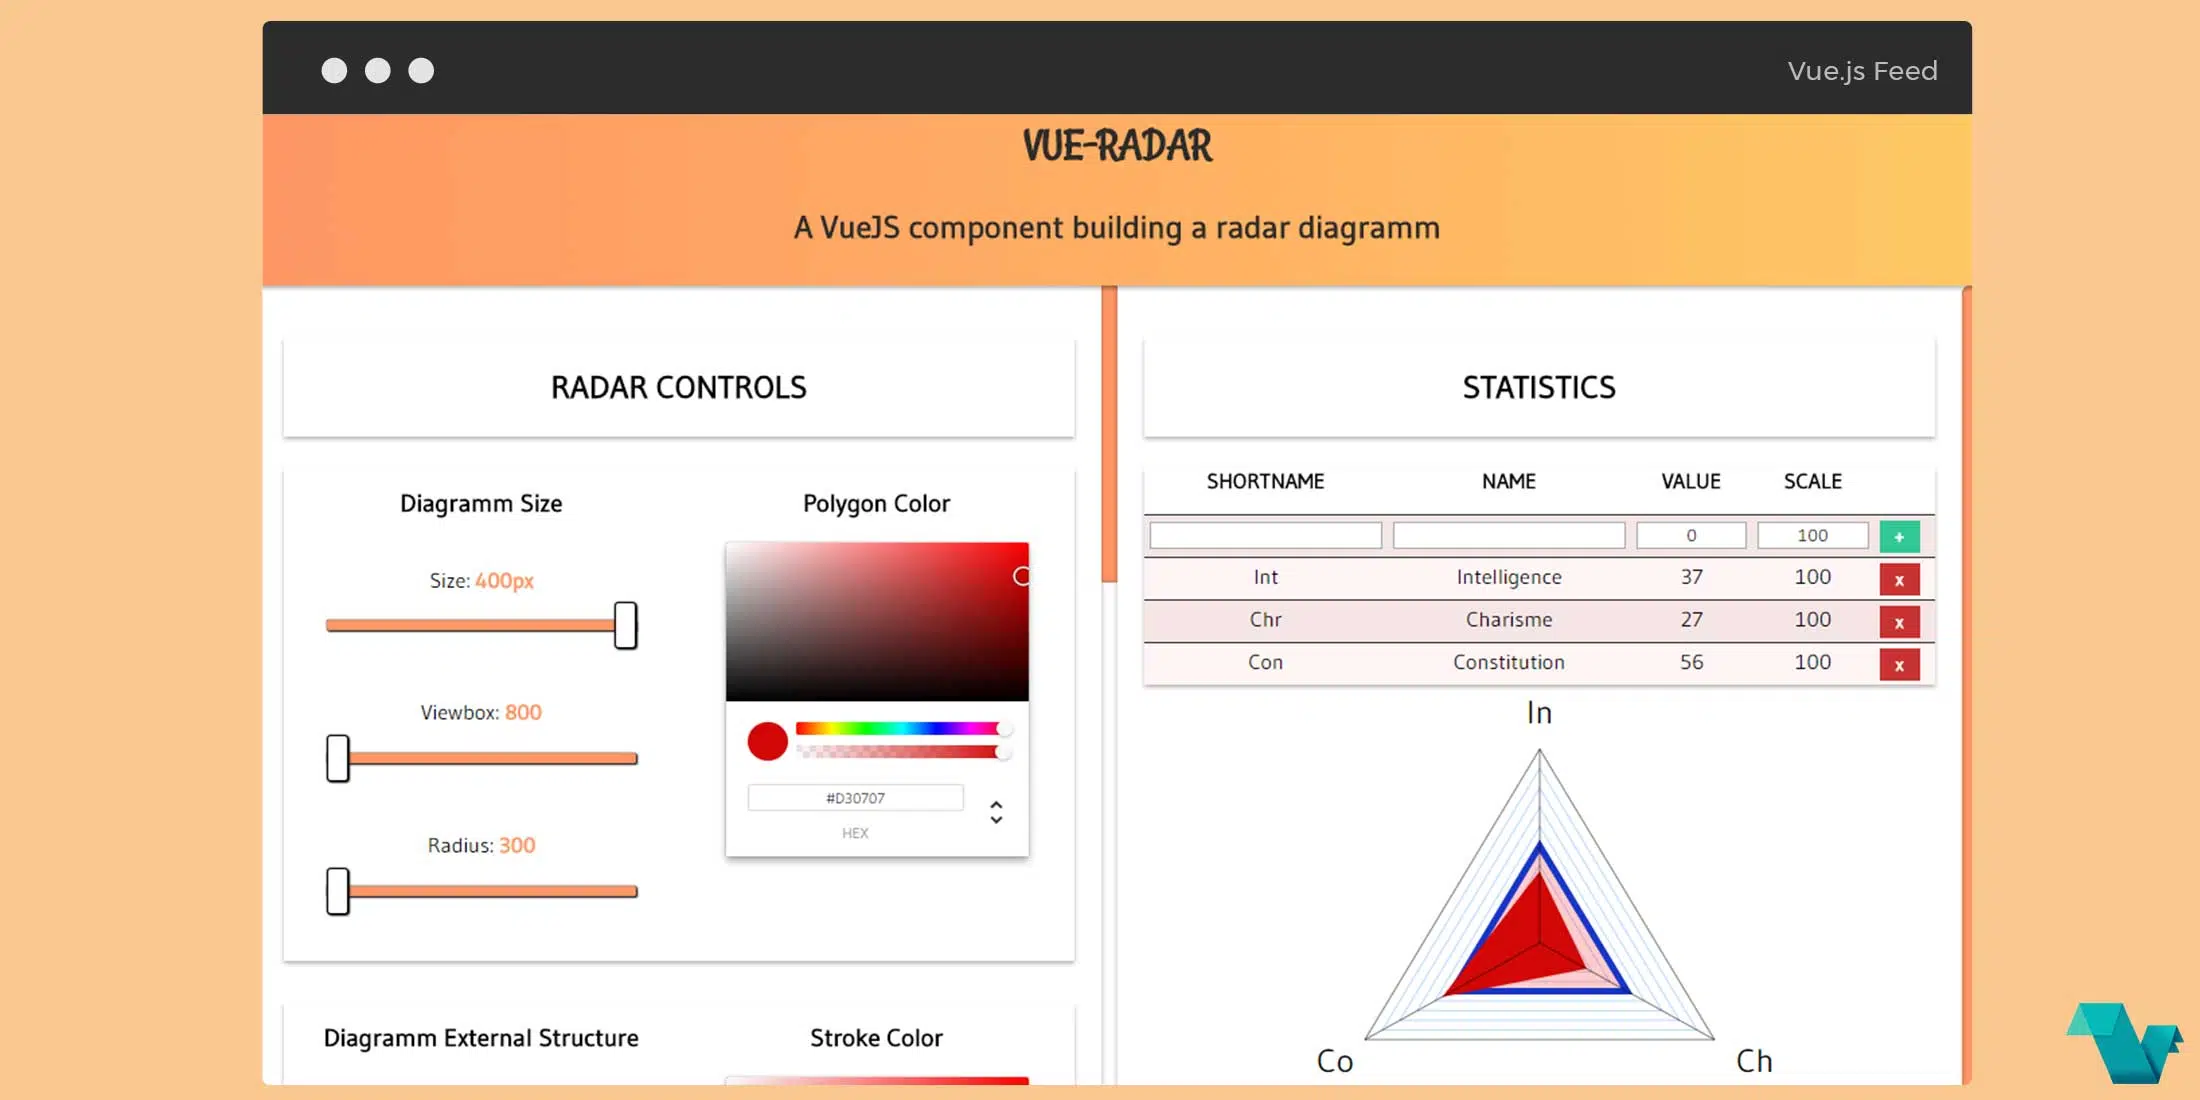 Vue.js Feed
VUE-RADAR
A VueJS component building a radar diagramm
RADAR CONTROLS
Diagramm Size
Size: 400px
Viewbox: 800
Radius: 300
Polygon Color
#D30707
HEX
Diagramm External Structure
Stroke Color
STATISTICS
SHORTNAME NAME VALUE SCALE
0 100 +
Int Intelligence 37 100 x
Chr Charisme 27 100 x
Con Constitution 56 100 x
In
Co Ch